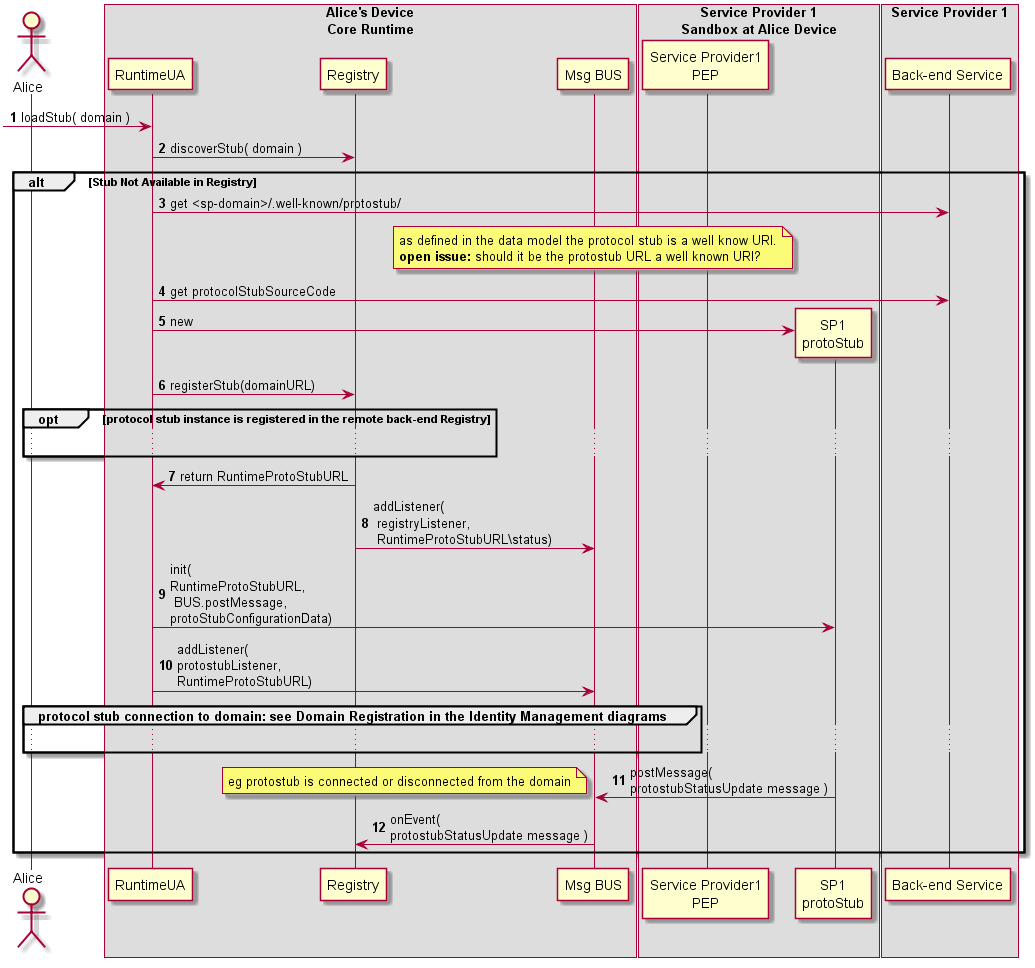 Alice's Device
Core Runtime
Service Provider 1
Sandbox at Alice Device
Service Provider 1
Alice
RuntimeUA
Registry
Msg BUS
Service Provider1
PEP
Back-end Service
1 loadStub( domain )
2 discoverStub( domain )
alt [Stub Not Available in Registry]
3 get <sp-domain>/.well-known/protostub/
as defined in the data model the protocol stub is a well know URI.
open issue: should it be the protostub URL a well known URI?
4 get protocolStubSourceCode
5 new
SP1
protoStub
6 registerStub(domainURL)
opt [protocol stub instance is registered in the remote back-end Registry]
7 return RuntimeProtoStubURL
addListener(
8 registryListener,
RuntimeProtoStubURL\status)
init(
RuntimeProtoStubURL,
9 BUS.postMessage,
protoStubConfigurationData)
addListener(
10 protostubListener,
RuntimeProtoStubURL)
protocol stub connection to domain: see Domain Registration in the Identity Management diagrams
eg protostub is connected or disconnected from the domain
11 postMessage(
protostubStatusUpdate message )
12 onEvent(
protostubStatusUpdate message )
Alice
RuntimeUA
Registry
Msg BUS
Service Provider1
PEP
SP1
protoStub
Back-end Service